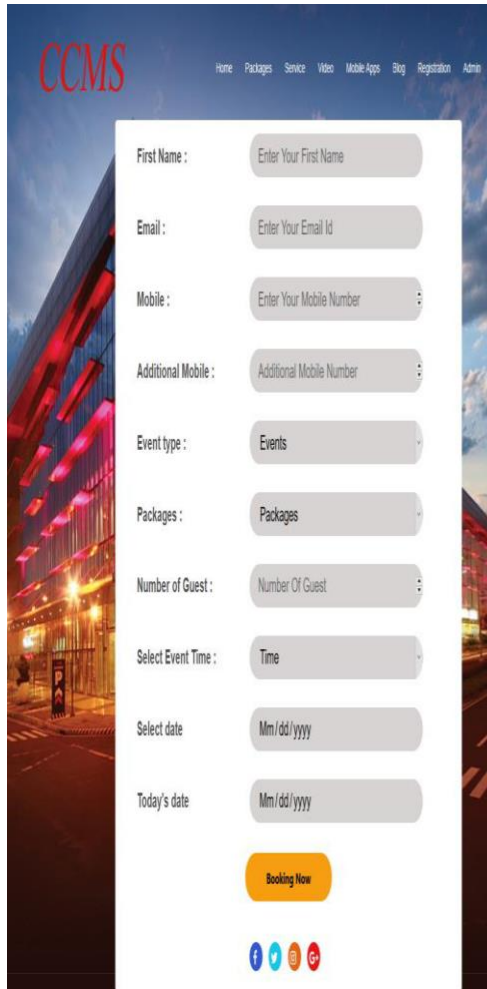 CCMS
Home Packages Service Video Mobile Apps Blog Registration Admin
First Name : Enter Your First Name
Email : Enter Your Email Id
Mobile : Enter Your Mobile Number
Additional Mobile : Additional Mobile Number
Event type : Events
Packages : Packages
Number of Guest : Number Of Guest
Select Event Time : Time
Select date Mm/dd/yyyy
Today's date Mm/dd/yyyy
Booking Now
P
f G+